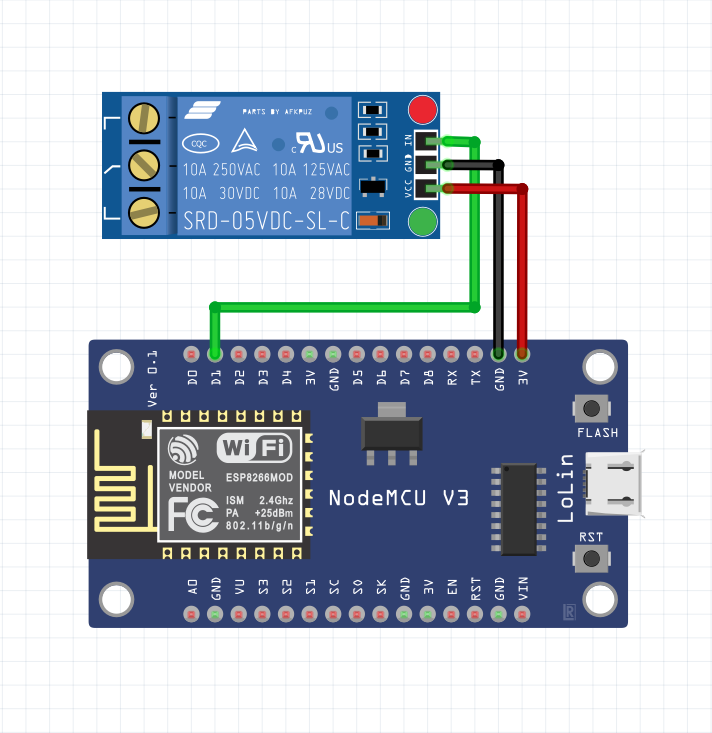 PARTS BY AFKPUZ
CQC
c RU US
10A 250VAC 10A 125VAC
10A 30VDC 10A 28VDC
SRD-05VDC-SL-C
IN
GND
VCC
Ver 0.1
D0 D1 D2 D3 D4 3V GND D5 D6 D7 D8 RX TX GND 3V
FLASH
WiFi
MODEL
VENDOR
ESP8266MOD
FC
ISM 2.4Ghz
PA +25dBm
802.11b/g/n
NodeMCU V3
LoLin
RST
A0 GND VU S3 S2 S1 SC S0 SK GND 3V EN RST GND VIN
R